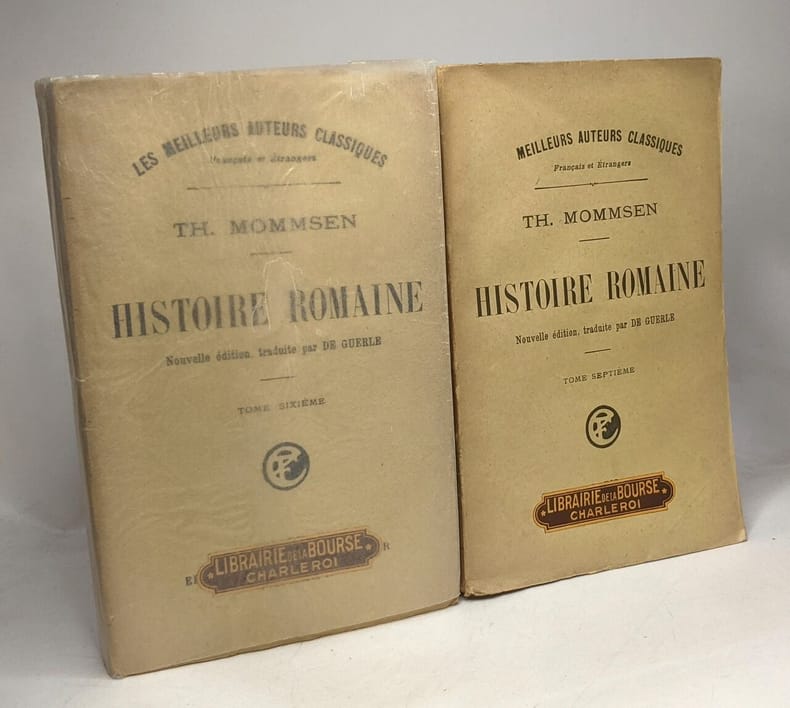 LES MEILLEURS AUTEURS CLASSIQUES
Français et Étrangers
TH. MOMMSEN
HISTOIRE ROMAINE
Nouvelle édition, traduite par DE GUERLE
TOME SIXIÈME
LIBRAIRIE DE LA BOURSE
CHARLEROI
MEILLEURS AUTEURS CLASSIQUES
Français et Étrangers
TH. MOMMSEN
HISTOIRE ROMAINE
Nouvelle édition, traduite par DE GUERLE
TOME SEPTIÈME
LIBRAIRIE DE LA BOURSE
CHARLEROI